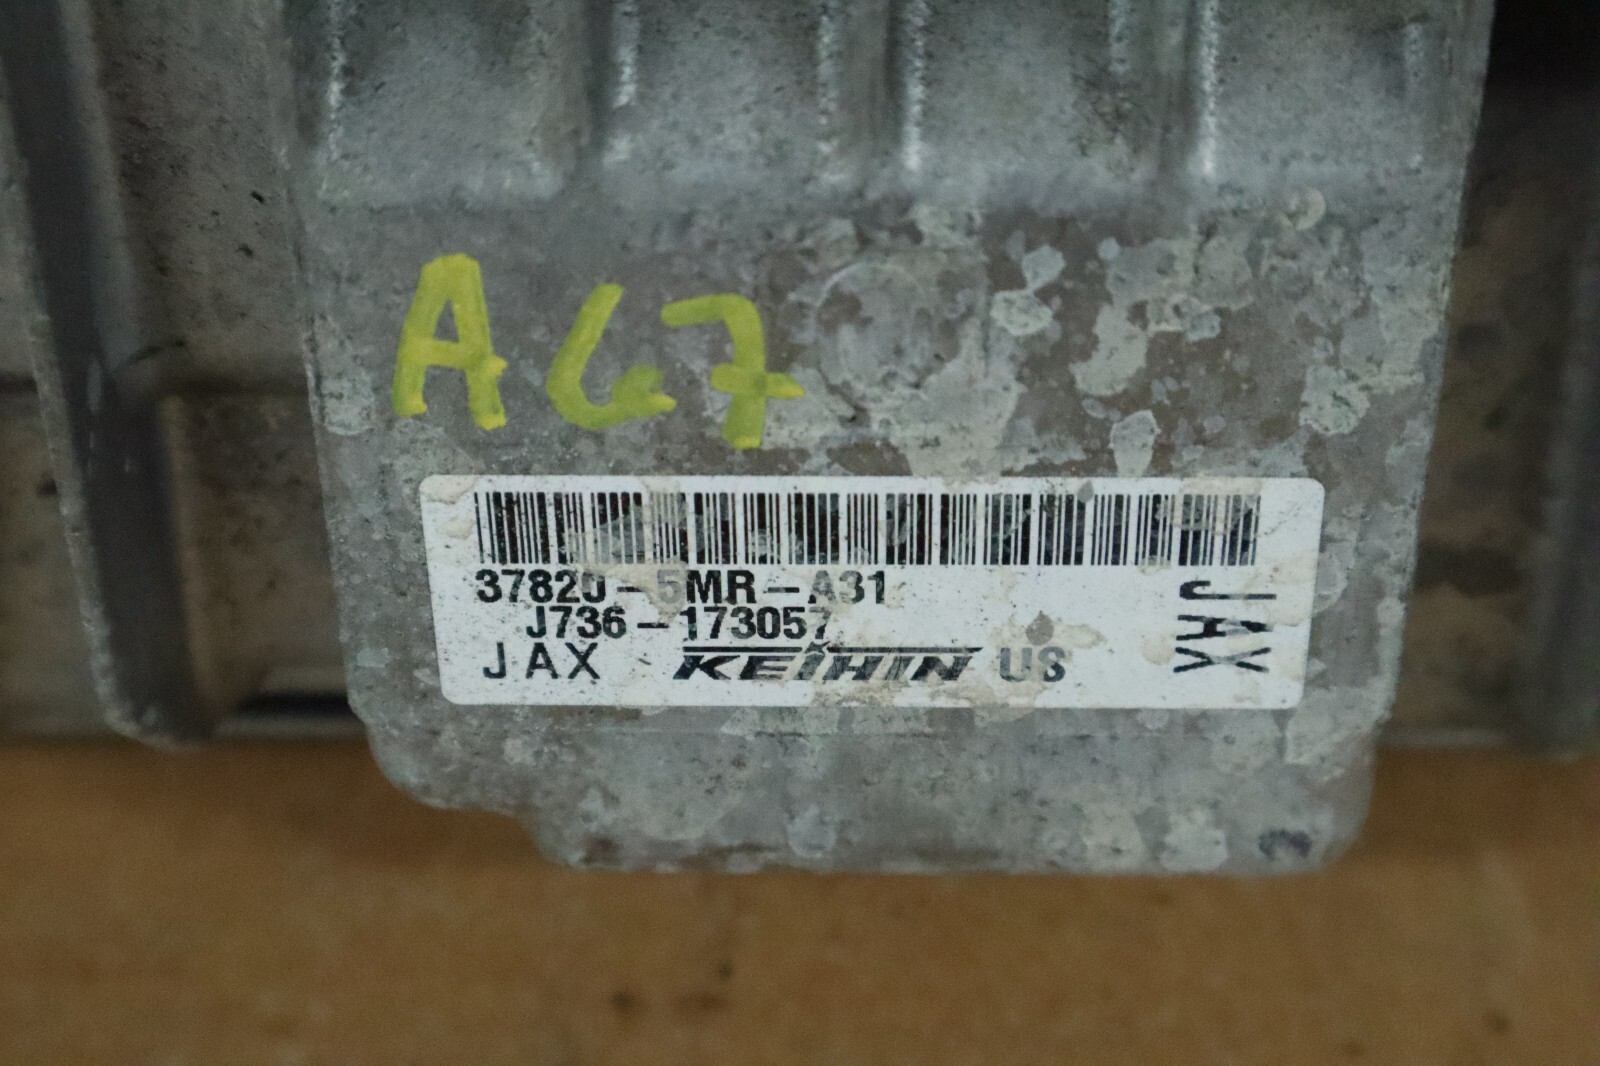 A67
37820-5MR-A31
J736-173057
JAX KEIHIN US
JAX